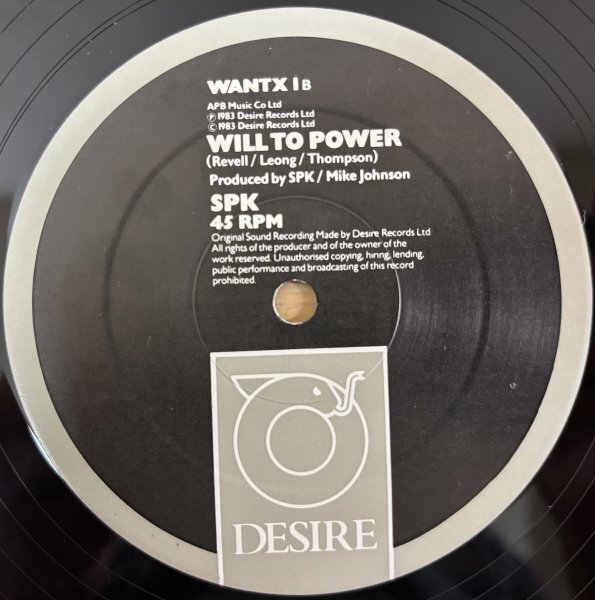 WANTX 1 B
APB Music Co Ltd
Ⓟ 1983 Desire Records Ltd
© 1983 Desire Records Ltd
WILL TO POWER
(Revell / Leong / Thompson)
Produced by SPK / Mike Johnson
SPK
45 RPM
Original Sound Recording Made by Desire Records Ltd
All rights of the producer and of the owner of the
work reserved. Unauthorised copying, hiring, lending,
public performance and broadcasting of this record
prohibited.
DESIRE